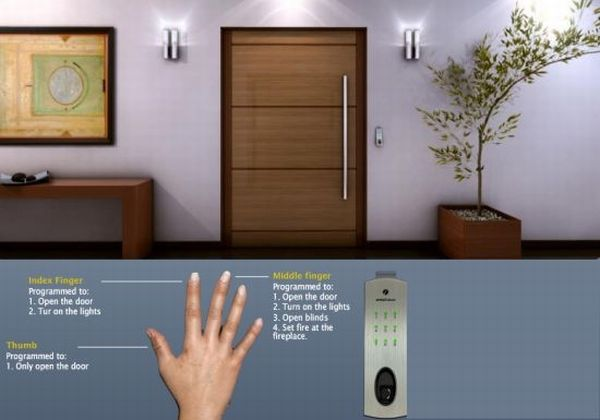 Index Finger
Programmed to:
1. Open the door
2. Tur on the lights
Thumb
Programmed to:
1. Only open the door
Middle finger
Programmed to:
1. Open the door
2. Turn on the lights
3. Open blinds
4. Set fire at the
fireplace.